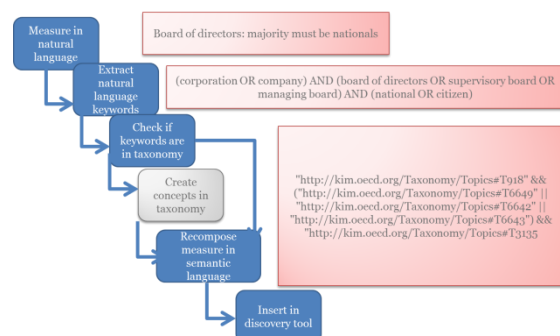 Measure in
natural
language
Board of directors: majority must be nationals
Extract
natural
language
keywords
(corporation OR company) AND (board of directors OR supervisory board OR
managing board) AND (national OR citizen)
Check if
keywords are
in taxonomy
Create
concepts in
taxonomy
"http://kim.oecd.org/Taxonomy/Topics#T918" &&
("http://kim.oecd.org/Taxonomy/Topics#T6649" ||
"http://kim.oecd.org/Taxonomy/Topics#T6642" ||
"http://kim.oecd.org/Taxonomy/Topics#T6643") &&
"http://kim.oecd.org/Taxonomy/Topics#T3135
Recompose
measure in
semantic
language
Insert in
discovery tool